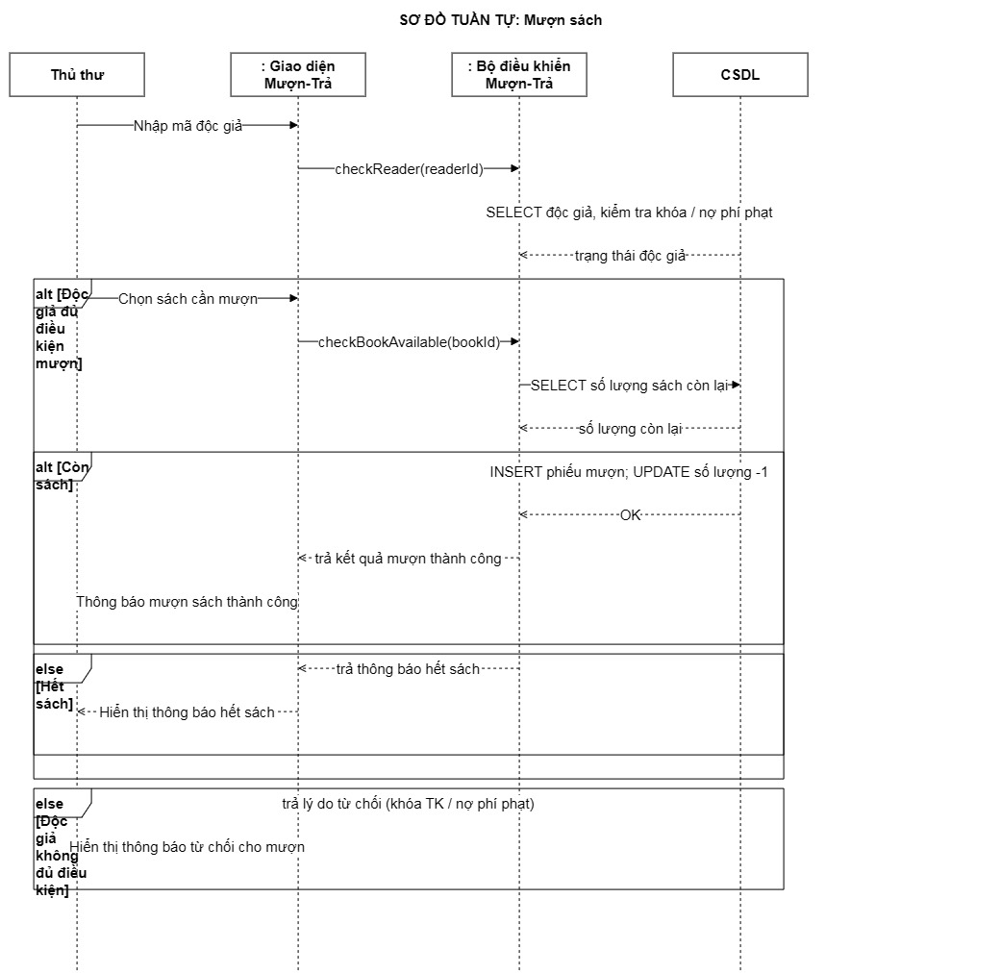 SƠ ĐỒ TUẦN TỰ: Mượn sách
Thủ thư
: Giao diện
Mượn-Trả
: Bộ điều khiển
Mượn-Trả
CSDL
Nhập mã độc giả
checkReader(readerId)
SELECT độc giả, kiểm tra khóa / nợ phí phạt
trạng thái độc giả
alt [Độc
giả đủ
điều
kiện
mượn]
Chọn sách cần mượn
checkBookAvailable(bookId)
SELECT số lượng sách còn lại
số lượng còn lại
alt [Còn
sách]
INSERT phiếu mượn; UPDATE số lượng -1
OK
trả kết quả mượn thành công
Thông báo mượn sách thành công
else
[Hết
sách]
trả thông báo hết sách
Hiển thị thông báo hết sách
else
[Độc
giả
không
đủ điều
kiện]
trả lý do từ chối (khóa TK / nợ phí phạt)
Hiển thị thông báo từ chối cho mượn